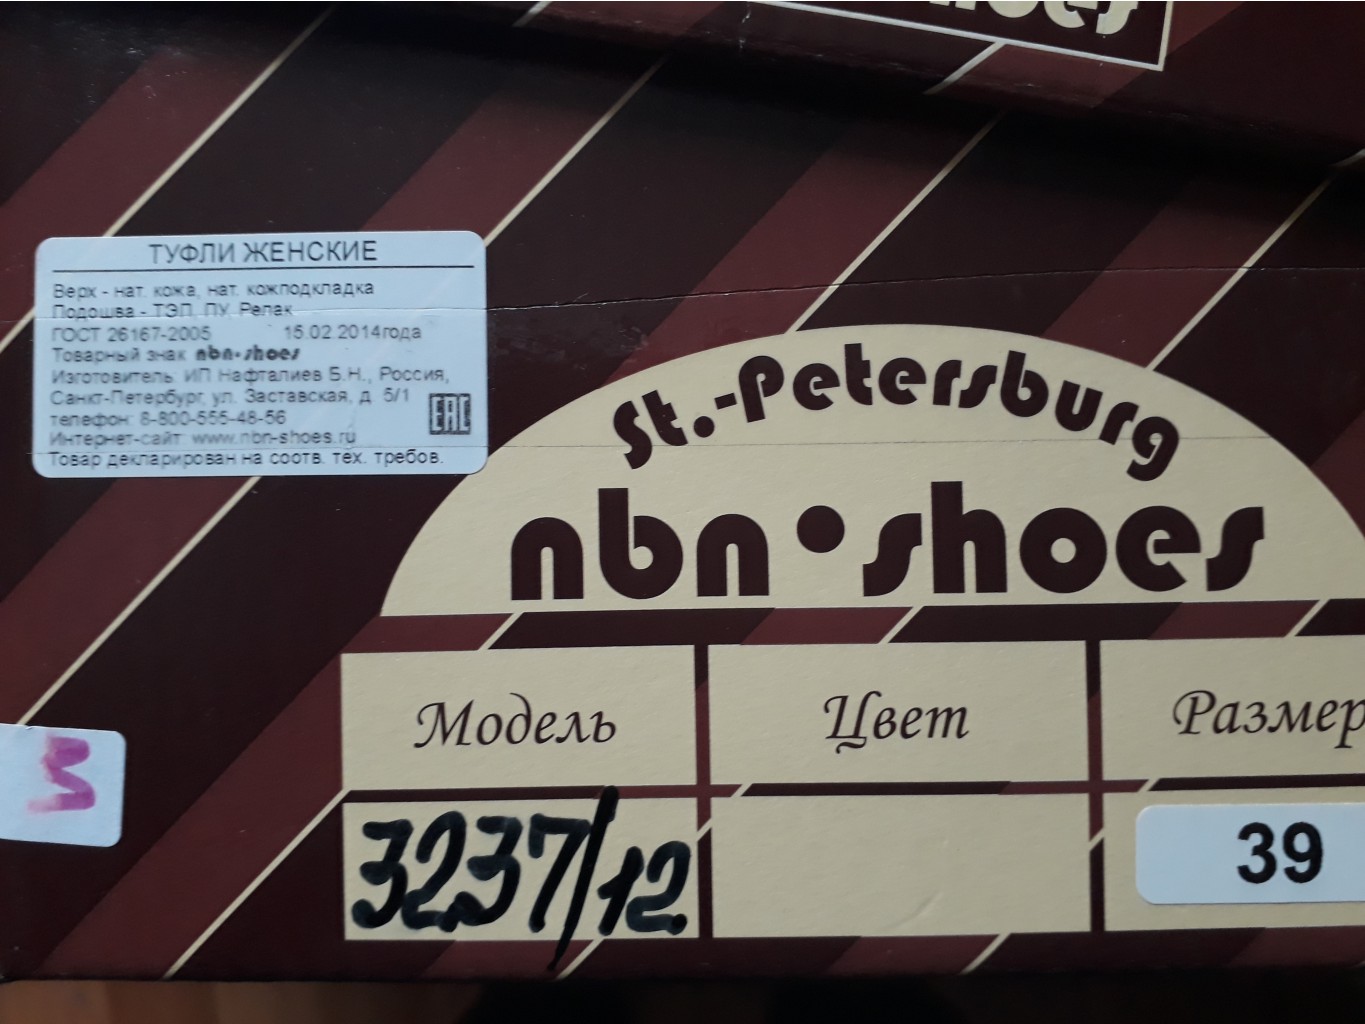 shoes
ТУФЛИ ЖЕНСКИЕ
Верх - нат. кожа, нат. кожподкладка
Подошва - ТЭП, ПУ, Релак
ГОСТ 26167-2005 15.02.2014года
Товарный знак nbn•shoes
Изготовитель: ИП Нафталиев Б.Н., Россия,
Санкт-Петербург, ул. Заставская, д. 5/1
телефон: 8-800-555-48-56
Интернет-сайт: www.nbn-shoes.ru
Товар декларирован на соотв. тех. требов.
EAC
St.-Petersburg
nbn•shoes
Модель Цвет Размер
3237/12 39